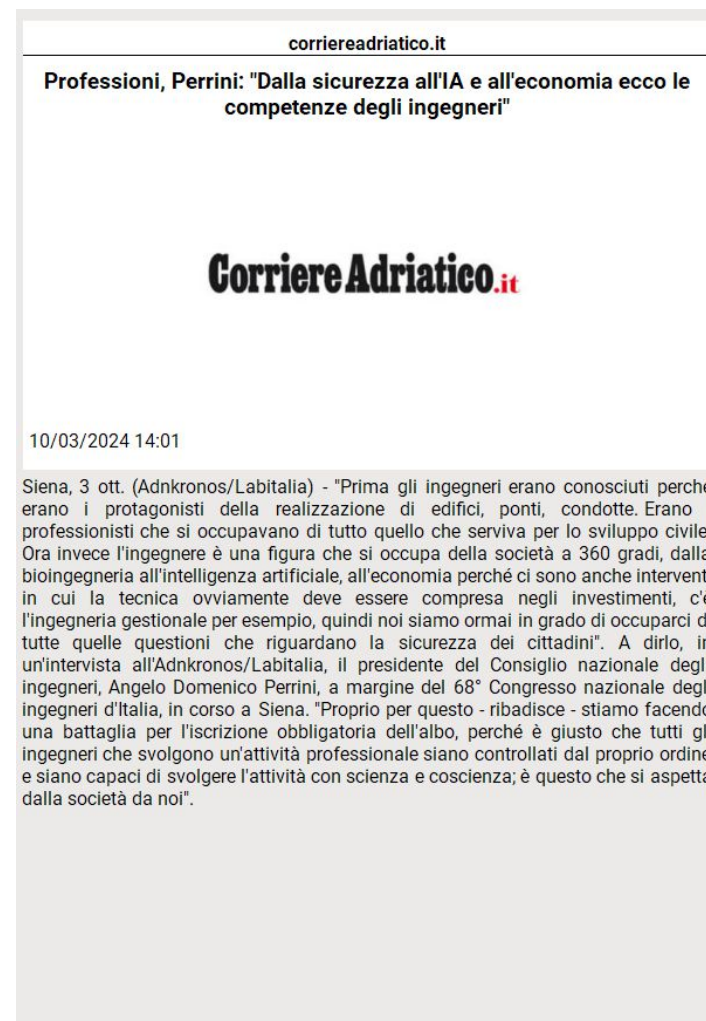 corriereadriatico.it
Professioni, Perrini: "Dalla sicurezza all'IA e all'economia ecco le
competenze degli ingegneri"
Corriere Adriatico.it
10/03/2024 14:01
Siena, 3 ott. (Adnkronos/Labitalia) - "Prima gli ingegneri erano conosciuti perché
erano i protagonisti della realizzazione di edifici, ponti, condotte. Erano
professionisti che si occupavano di tutto quello che serviva per lo sviluppo civile
Ora invece l'ingegnere è una figura che si occupa della società a 360 gradi, dalla
bioingegneria all'intelligenza artificiale, all'economia perché ci sono anche intervent
in cui la tecnica ovviamente deve essere compresa negli investimenti, c'è
l'ingegneria gestionale per esempio, quindi noi siamo ormai in grado di occuparci d
tutte quelle questioni che riguardano la sicurezza dei cittadini". A dirlo, in
un'intervista all'Adnkronos/Labitalia, il presidente del Consiglio nazionale degl
ingegneri, Angelo Domenico Perrini, a margine del 68° Congresso nazionale degl
ingegneri d'Italia, in corso a Siena. "Proprio per questo - ribadisce - stiamo facendo
una battaglia per l'iscrizione obbligatoria dell'albo, perché è giusto che tutti gl
ingegneri che svolgono un'attività professionale siano controllati dal proprio ordine
e siano capaci di svolgere l'attività con scienza e coscienza; è questo che si aspetta
dalla società da noi".